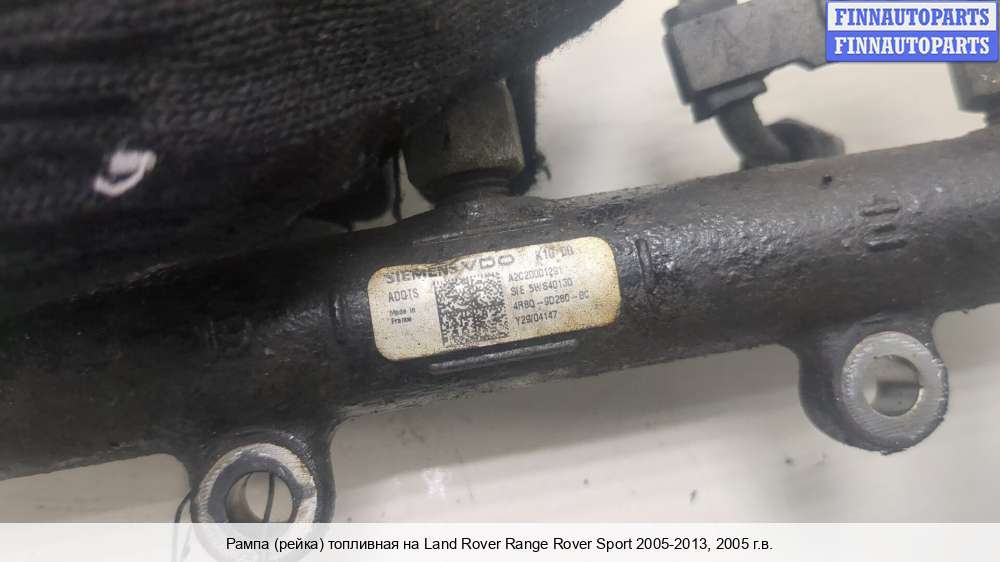 FINNAUTOPARTS
FINNAUTOPARTS
SIEMENS VDO K10-00
ADQTS A2C20001291
SIE 5WS40130
Made in 4R8Q-9D280-BC
France Y29/04147
Рампа (рейка) топливная на Land Rover Range Rover Sport 2005-2013, 2005 г.в.